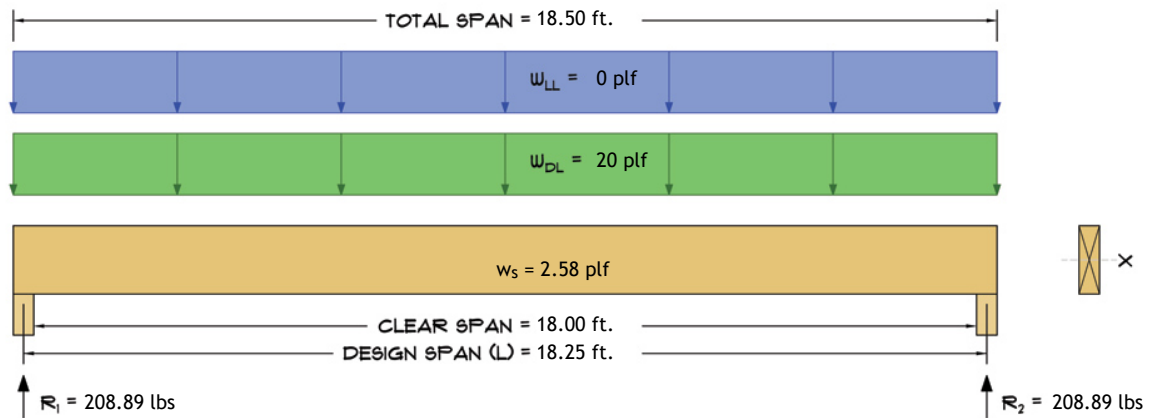 TOTAL SPAN = 18.50 ft.
WLL = 0 plf
WDL = 20 plf
ws = 2.58 plf
X
CLEAR SPAN = 18.00 ft.
DESIGN SPAN (L) = 18.25 ft.
R1 = 208.89 lbs
R2 = 208.89 lbs